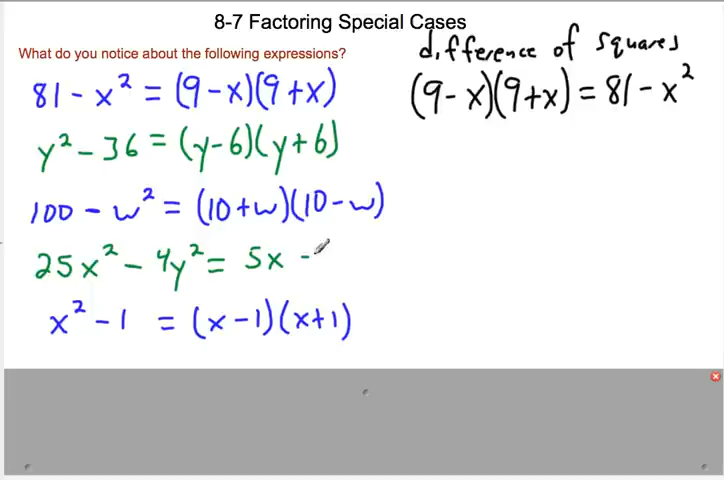 8-7 Factoring Special Cases
What do you notice about the following expressions?
difference of squares
81 - x² = (9-x)(9+x)
(9-x)(9+x) = 81 - x²
y² - 36 = (y-6)(y+6)
100 - w² = (10+w)(10-w)
25x² - 4y² = 5x -
x² - 1 = (x-1)(x+1)